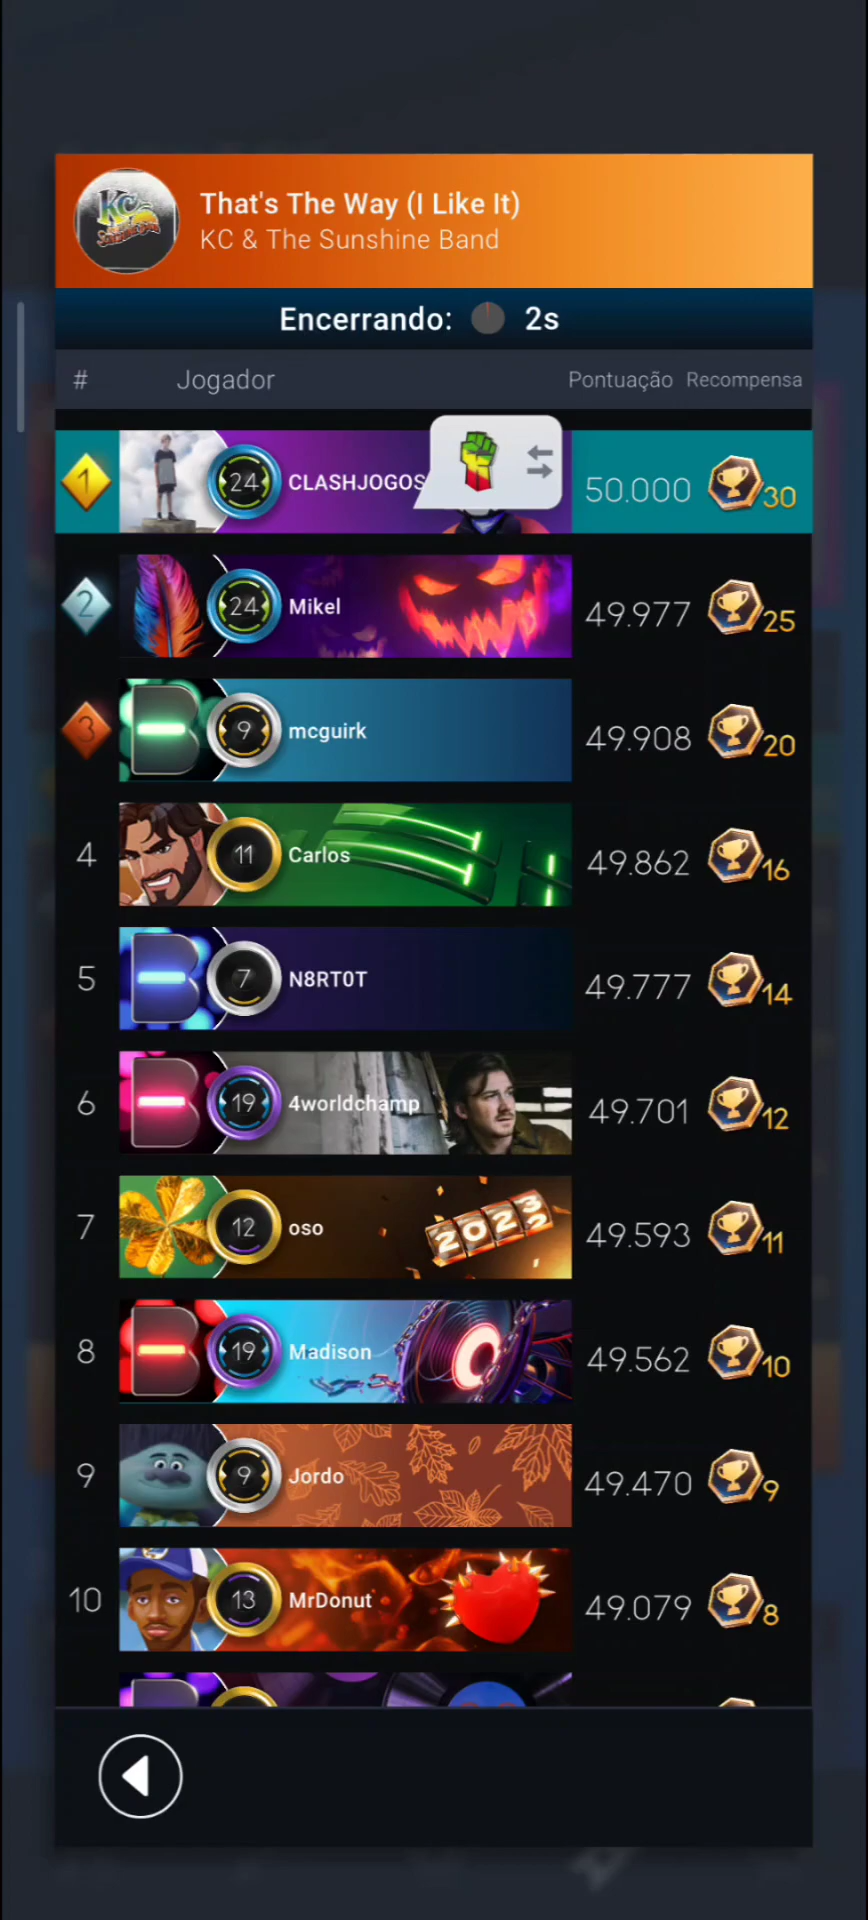 KC
That's The Way (I Like It)
KC & The Sunshine Band
Encerrando: 2s
# Jogador Pontuação Recompensa
1 24 CLASHJOGOS 50.000 30
2 24 Mikel 49.977 25
3 9 mcguirk 49.908 20
4 11 Carlos 49.862 16
5 7 N8RT0T 49.777 14
6 19 4worldchamp 49.701 12
7 12 oso 2023 49.593 11
8 19 Madison 49.562 10
9 9 Jordo 49.470 9
10 13 MrDonut 49.079 8